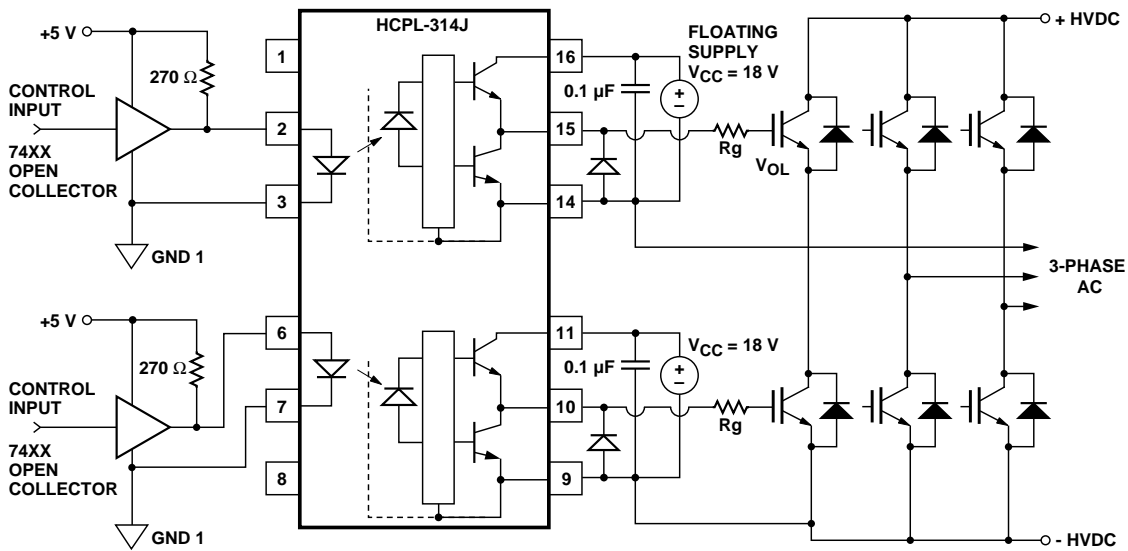 HCPL-314J
+5 V
270 Ω
CONTROL
INPUT
74XX
OPEN
COLLECTOR
GND 1
1
2
3
16
15
14
0.1 µF
FLOATING
SUPPLY
VCC = 18 V
+
−
Rg
VOL
+ HVDC
3-PHASE
AC
+5 V
270 Ω
CONTROL
INPUT
74XX
OPEN
COLLECTOR
GND 1
6
7
8
11
10
9
0.1 µF
VCC = 18 V
+
−
Rg
- HVDC